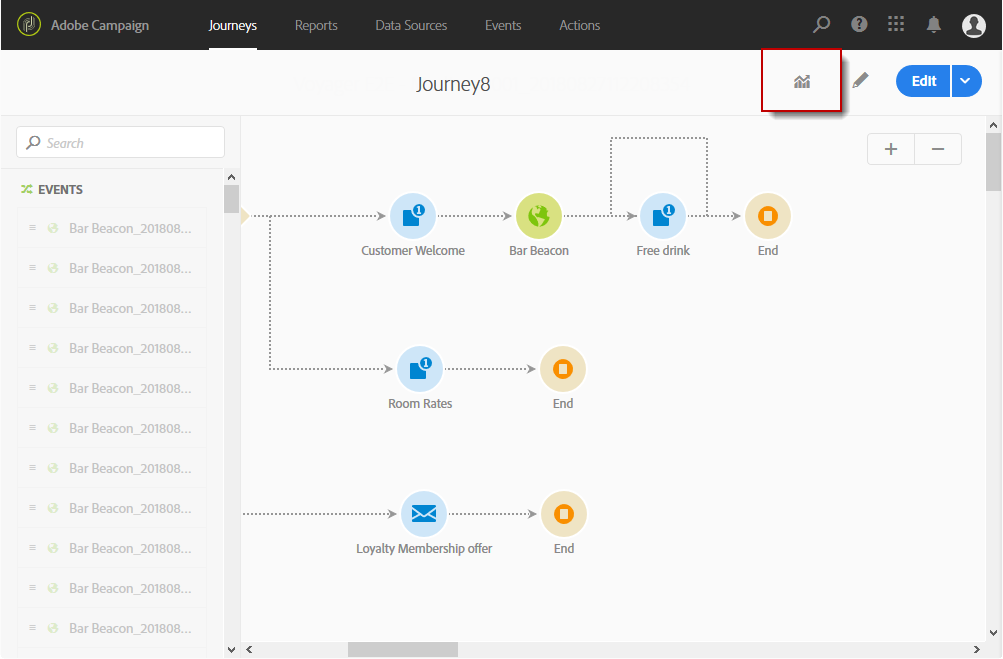 Adobe Campaign
Journeys
Reports
Data Sources
Events
Actions
Journey8
Edit
Search
EVENTS
Bar Beacon_201808...
Bar Beacon_201808...
Bar Beacon_201808...
Bar Beacon_201808...
Bar Beacon_201808...
Bar Beacon_201808...
Bar Beacon_201808...
Bar Beacon_201808...
Bar Beacon_201808...
Bar Beacon_201808...
Bar Beacon_201808...
1
1
Customer Welcome
Bar Beacon
Free drink
End
1
Room Rates
End
Loyalty Membership offer
End